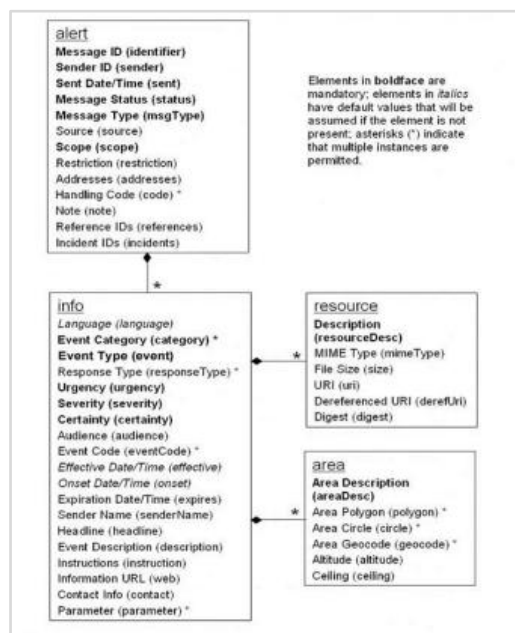 alert
Message ID (identifier)
Sender ID (sender)
Sent Date/Time (sent)
Message Status (status)
Message Type (msgType)
Source (source)
Scope (scope)
Restriction (restriction)
Addresses (addresses)
Handling Code (code) *
Note (note)
Reference IDs (references)
Incident IDs (incidents)
Elements in boldface are
mandatory; elements in italics
have default values that will be
assumed if the element is not
present; asterisks (*) indicate
that multiple instances are
permitted.
*
info
Language (language)
Event Category (category) *
Event Type (event)
Response Type (responseType) *
Urgency (urgency)
Severity (severity)
Certainty (certainty)
Audience (audience)
Event Code (eventCode) *
Effective Date/Time (effective)
Onset Date/Time (onset)
Expiration Date/Time (expires)
Sender Name (senderName)
Headline (headline)
Event Description (description)
Instructions (instruction)
Information URL (web)
Contact Info (contact)
Parameter (parameter) *
*
resource
Description
(resourceDesc)
MIME Type (mimeType)
File Size (size)
URI (uri)
Dereferenced URI (derefUri)
Digest (digest)
*
area
Area Description
(areaDesc)
Area Polygon (polygon) *
Area Circle (circle) *
Area Geocode (geocode) *
Altitude (altitude)
Ceiling (ceiling)